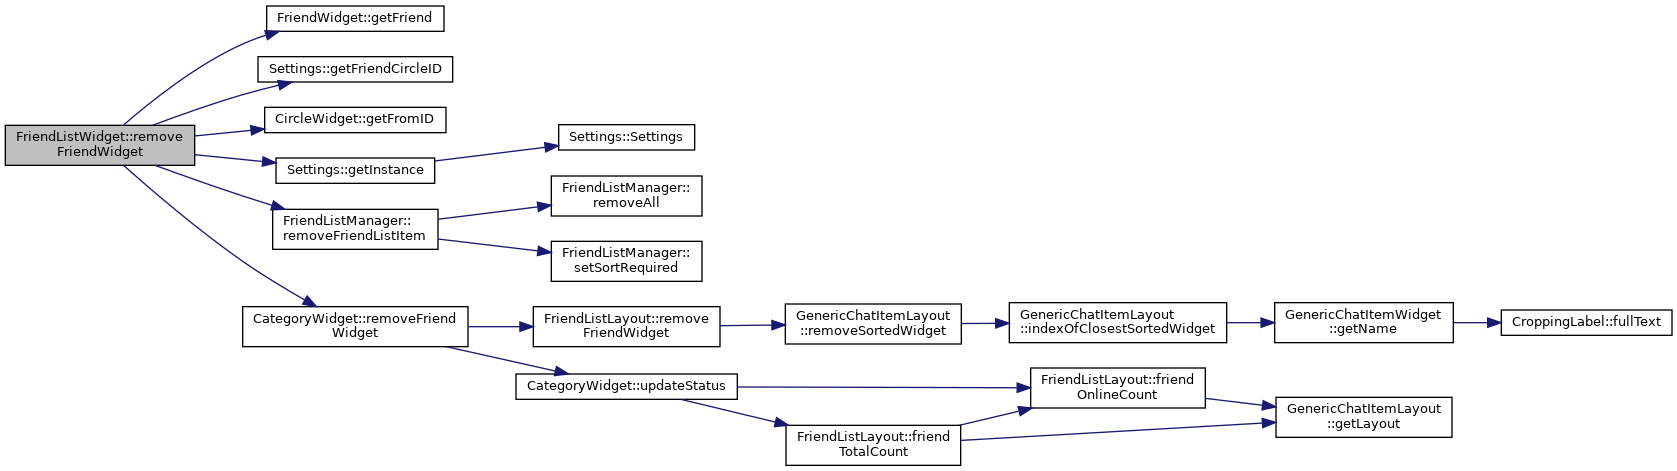 FriendWidget::getFriend
Settings::getFriendCircleID
CircleWidget::getFromID
FriendListWidget::remove
FriendWidget
Settings::getInstance
Settings::Settings
FriendListManager::
removeFriendListItem
FriendListManager::
removeAll
FriendListManager::
setSortRequired
CategoryWidget::removeFriend
Widget
FriendListLayout::remove
FriendWidget
GenericChatItemLayout
::removeSortedWidget
GenericChatItemLayout
::indexOfClosestSortedWidget
GenericChatItemWidget
::getName
CroppingLabel::fullText
CategoryWidget::updateStatus
FriendListLayout::friend
OnlineCount
FriendListLayout::friend
TotalCount
GenericChatItemLayout
::getLayout